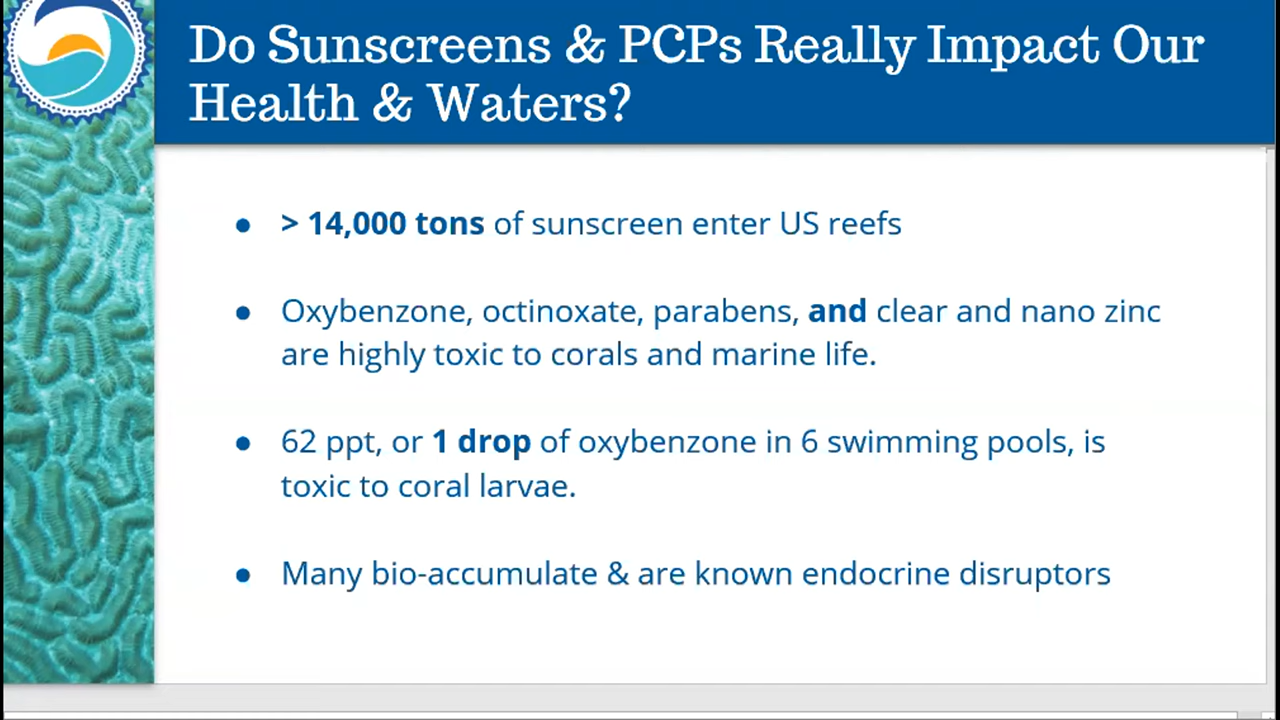 Do Sunscreens & PCPs Really Impact Our
Health & Waters?
● > 14,000 tons of sunscreen enter US reefs
● Oxybenzone, octinoxate, parabens, and clear and nano zinc
are highly toxic to corals and marine life.
● 62 ppt, or 1 drop of oxybenzone in 6 swimming pools, is
toxic to coral larvae.
● Many bio-accumulate & are known endocrine disruptors